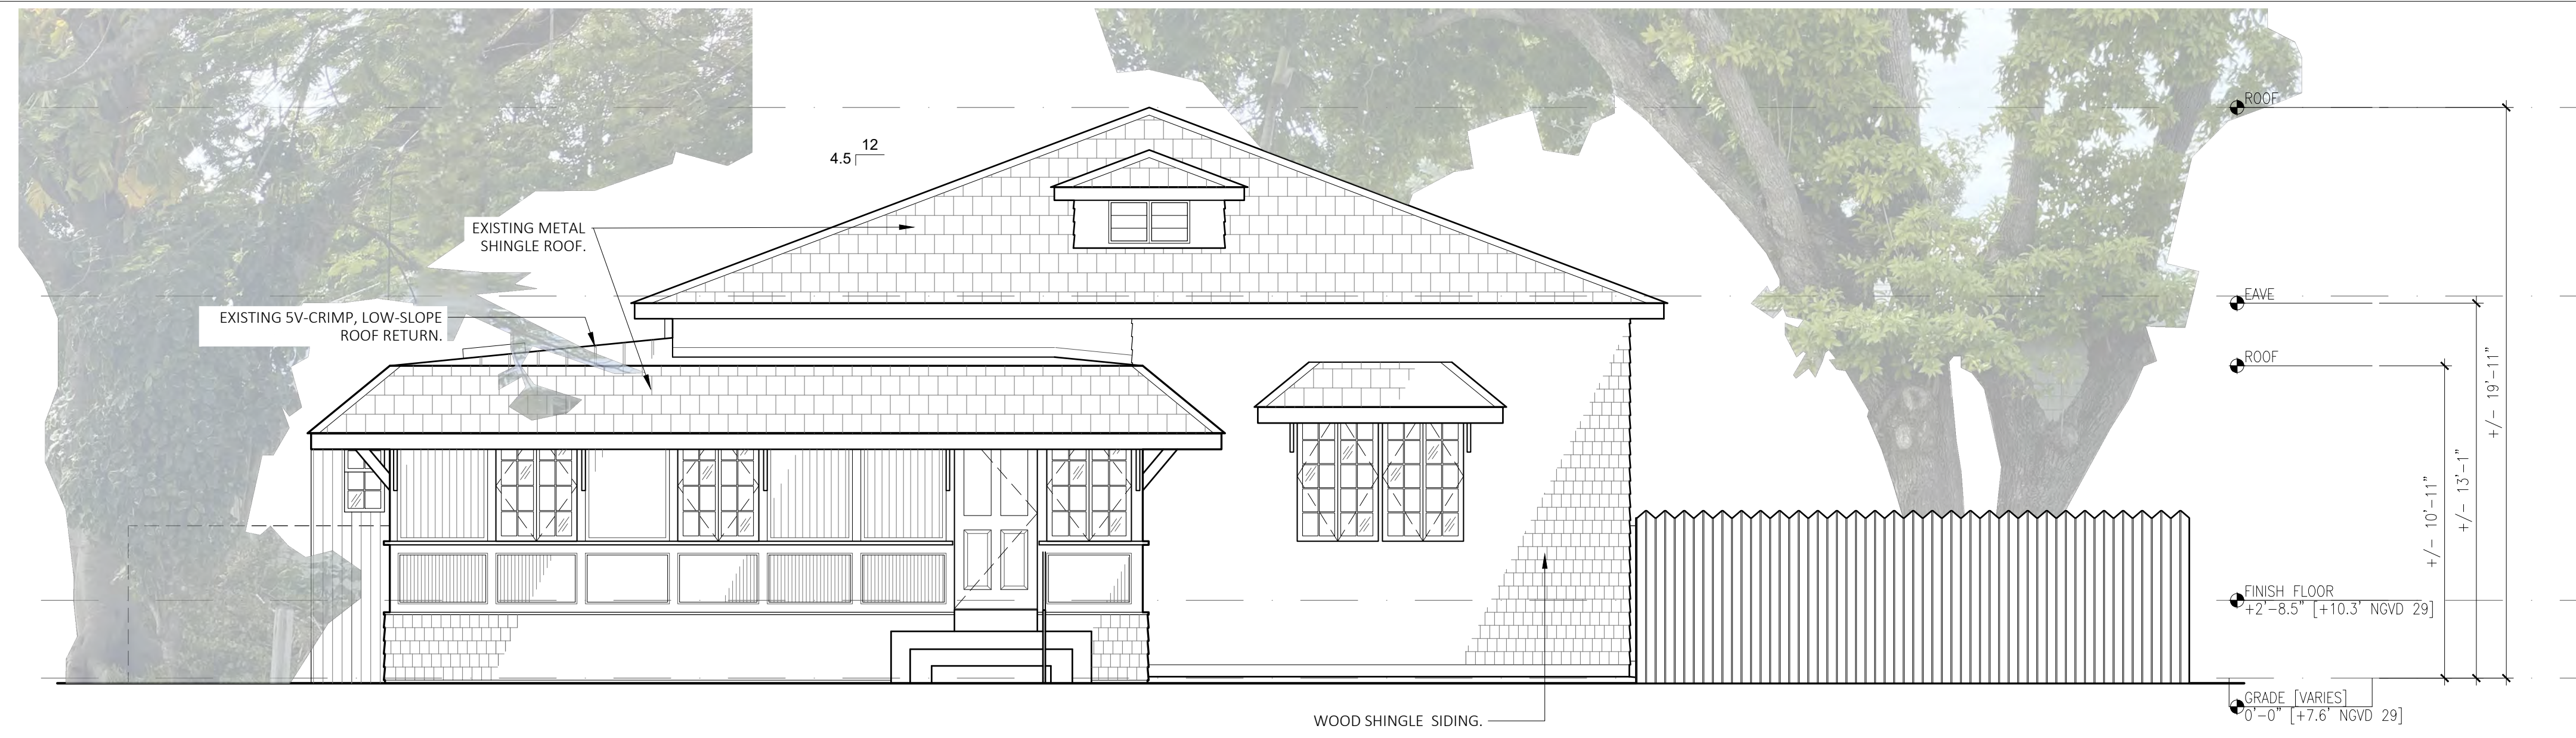 ROOF
12
4.5
EXISTING METAL
SHINGLE ROOF.
EAVE
EXISTING 5V-CRIMP, LOW-SLOPE
ROOF RETURN.
ROOF
+/- 19'-11"
+/- 13'-1"
+/- 10'-11"
FINISH FLOOR
+2'-8.5" [+10.3' NGVD 29]
GRADE [VARIES]
0'-0" [+7.6' NGVD 29]
WOOD SHINGLE SIDING.